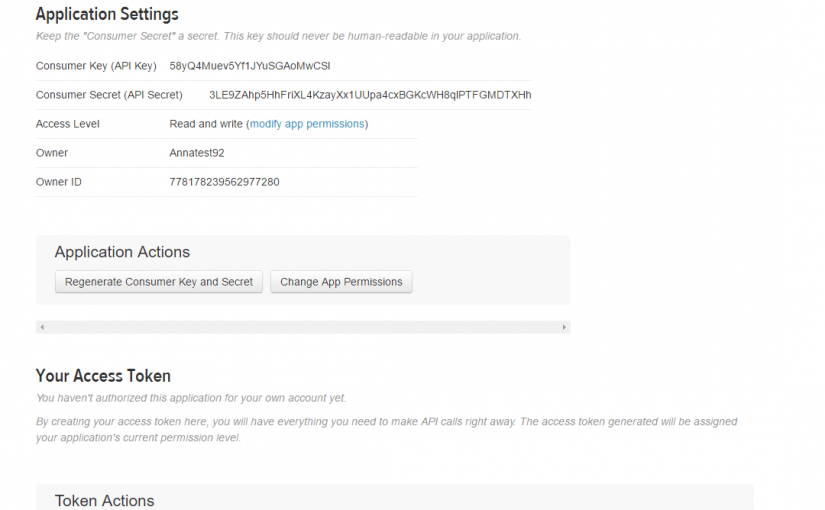 Application Settings
Keep the "Consumer Secret" a secret. This key should never be human-readable in your application.
Consumer Key (API Key) 58yQ4Muev5Yf1JYuSGAoMwCSI
Consumer Secret (API Secret) 3LE9ZAhp5HhFriXL4KzayXx1UUpa4cxBGKcWH8qIPTFGMDTXHh
Access Level Read and write (modify app permissions)
Owner Annatest92
Owner ID 778178239562977280
Application Actions
Regenerate Consumer Key and Secret Change App Permissions
Your Access Token
You haven't authorized this application for your own account yet.
By creating your access token here, you will have everything you need to make API calls right away. The access token generated will be assigned
your application's current permission level.
Token Actions